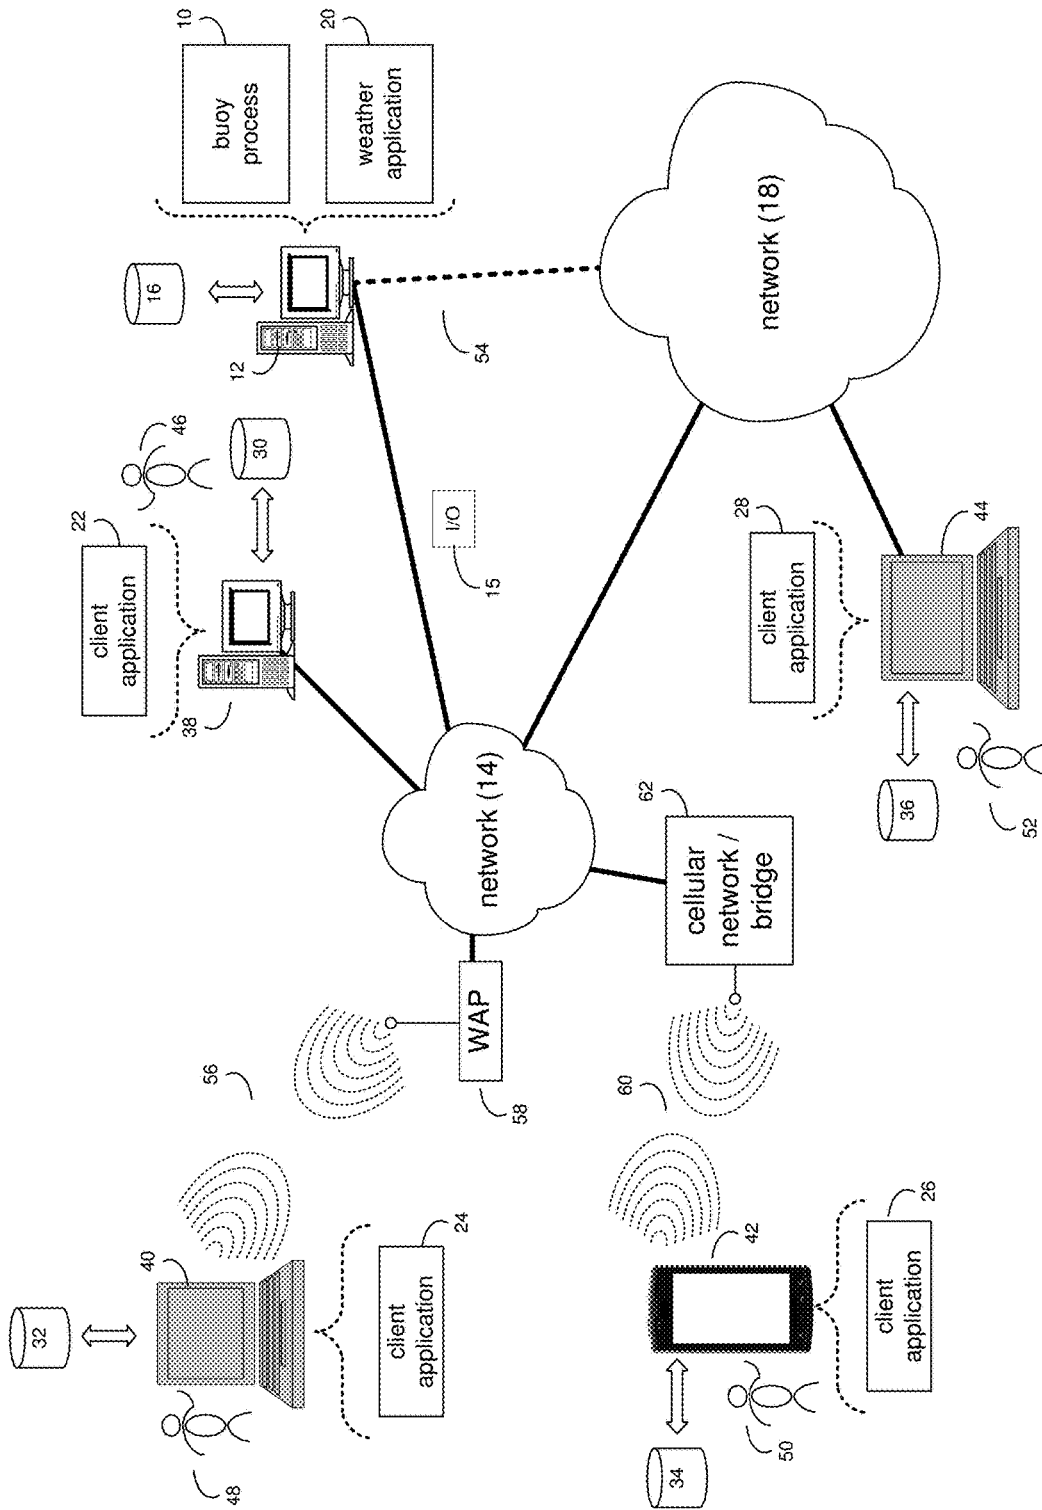 32
40
48
24
client
application
56
22
client
application
46
38
30
16
12
10
buoy
process
20
weather
application
58
WAP
network (14)
15
I/O
54
34
50
42
26
client
application
60
62
cellular
network /
bridge
network (18)
28
client
application
36
52
44